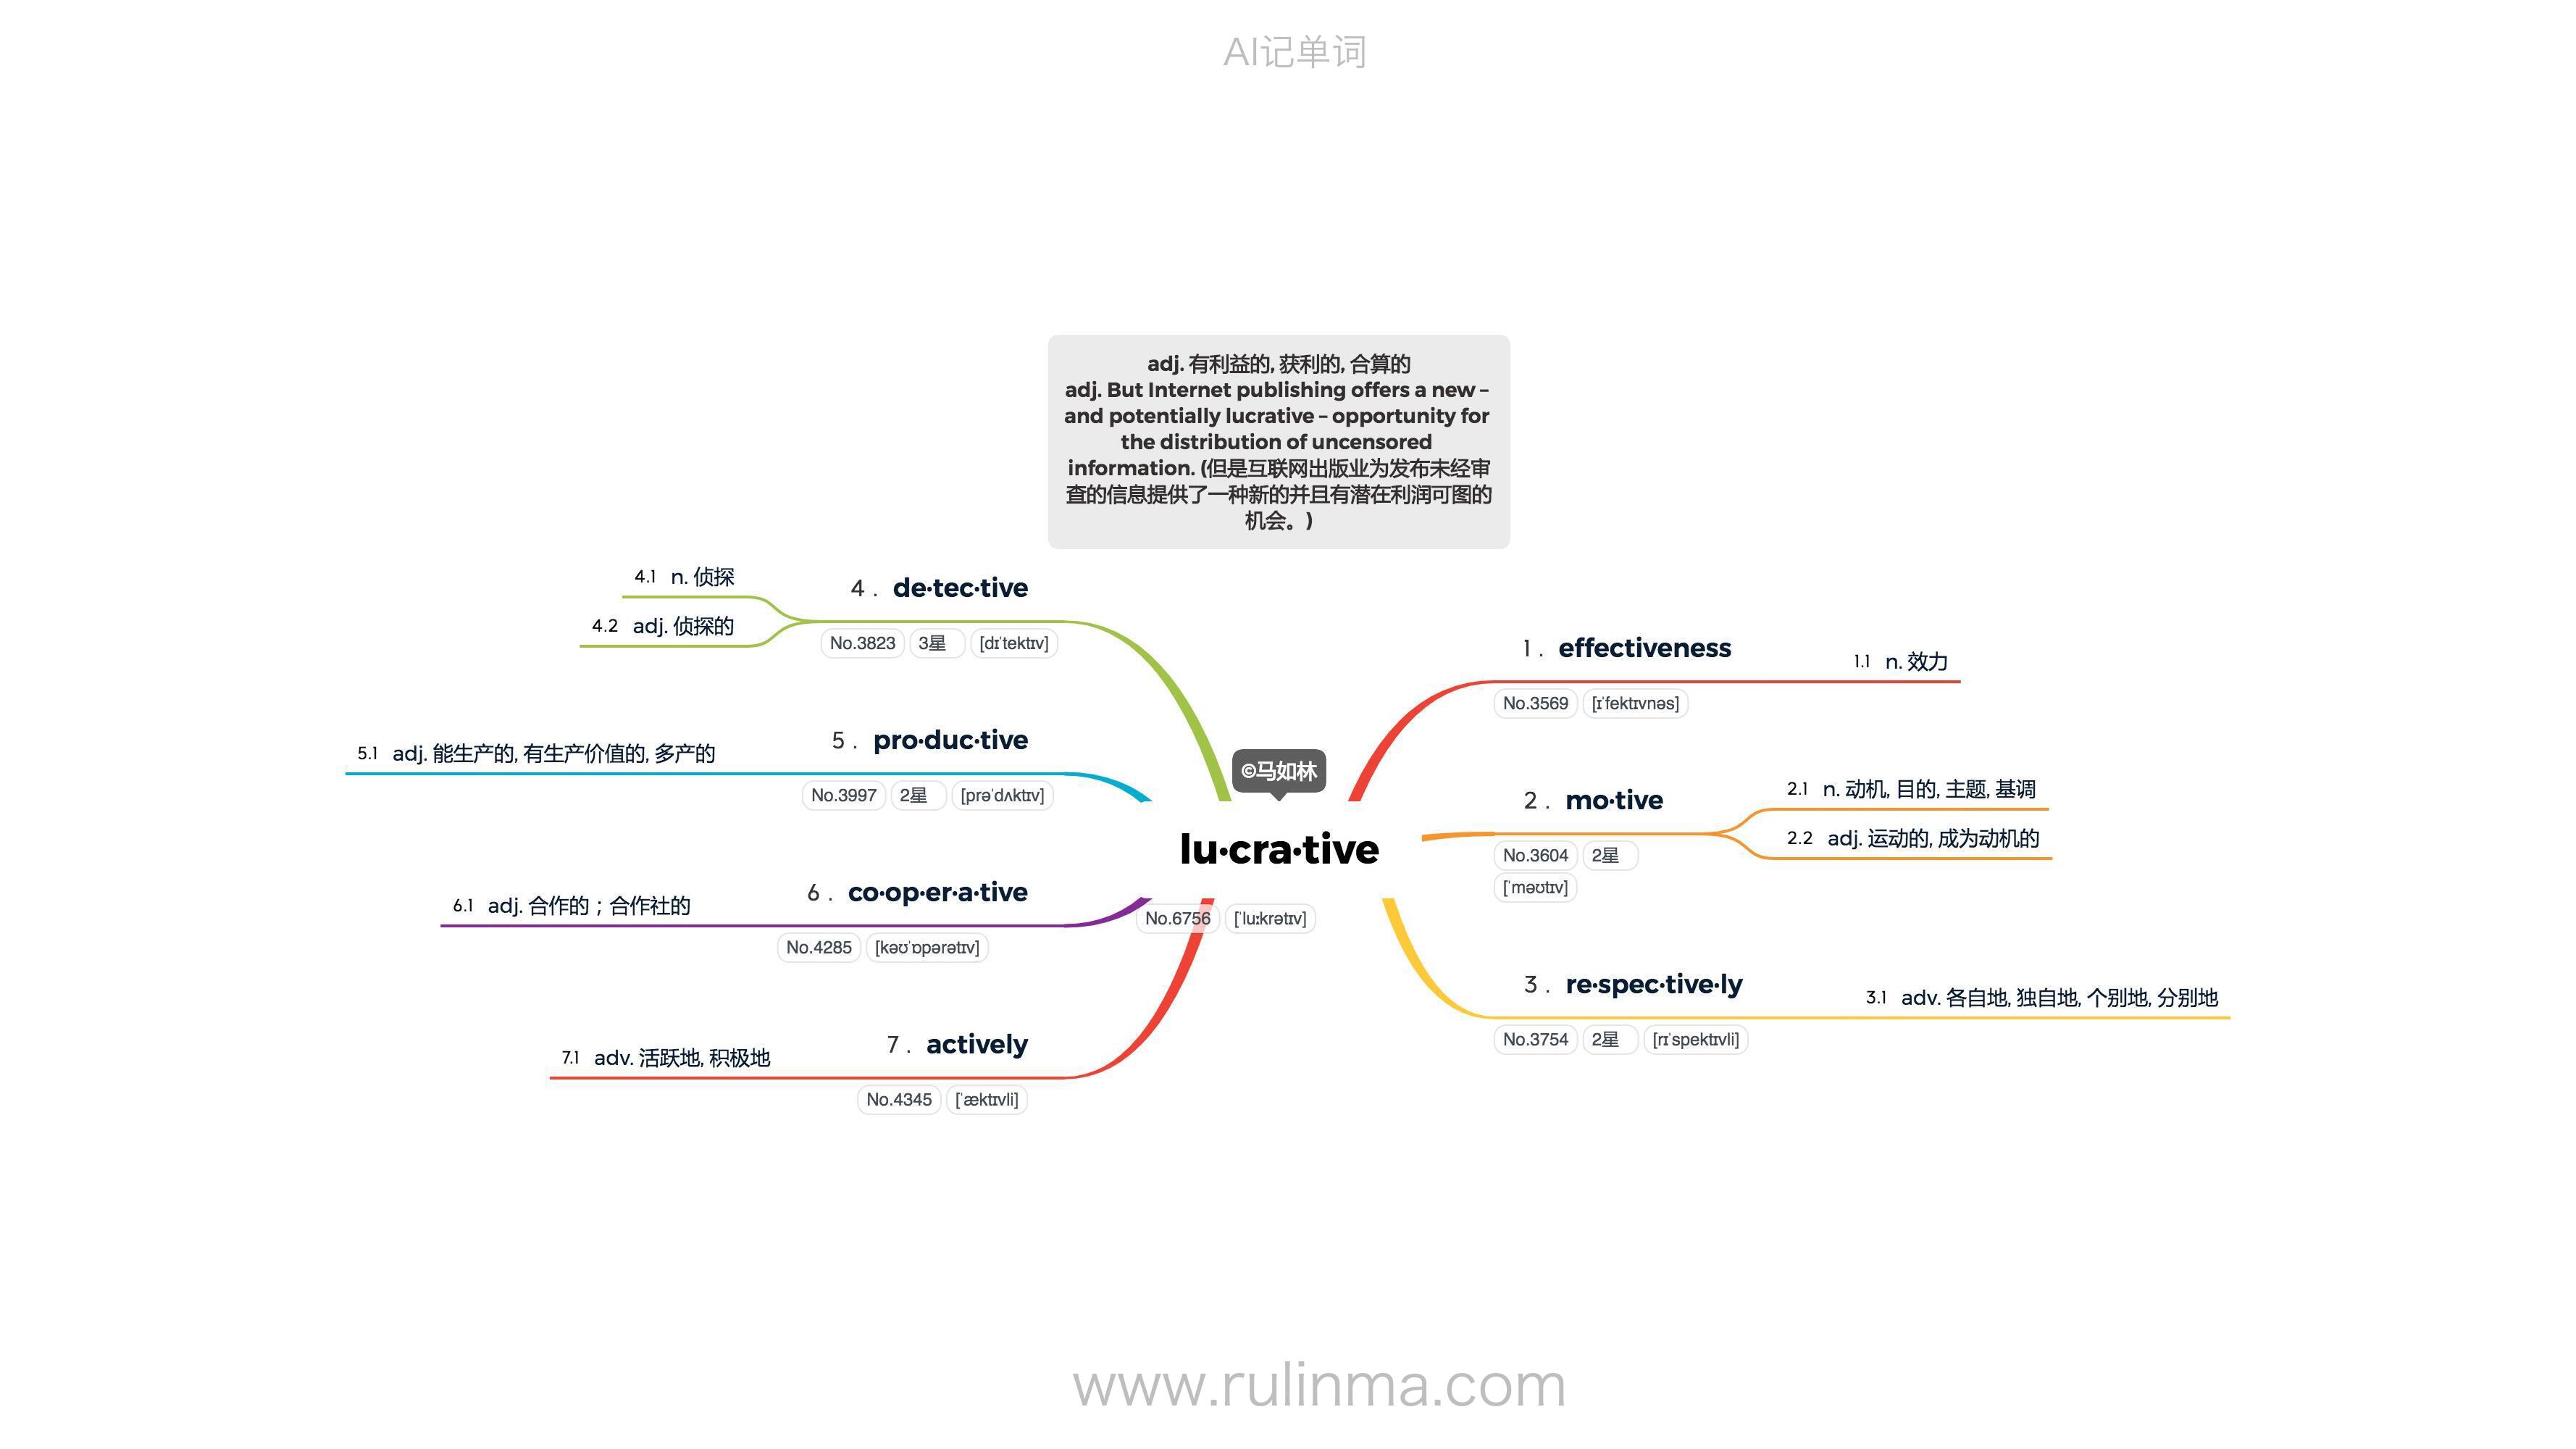 AI记单词
adj. 有利益的, 获利的, 合算的
adj. But Internet publishing offers a new –
and potentially lucrative – opportunity for
the distribution of uncensored
information. (但是互联网出版业为发布未经审
查的信息提供了一种新的并且有潜在利润可图的
机会。)
©马如林
lu·cra·tive
No.6756 [ˈluːkrətɪv]
1 . effectiveness
No.3569 [ɪˈfektɪvnəs]
1.1 n. 效力
2 . mo·tive
No.3604 2星
[ˈməʊtɪv]
2.1 n. 动机, 目的, 主题, 基调
2.2 adj. 运动的, 成为动机的
3 . re·spec·tive·ly
No.3754 2星 [rɪˈspektɪvli]
3.1 adv. 各自地, 独自地, 个别地, 分别地
4 . de·tec·tive
No.3823 3星 [dɪˈtektɪv]
4.1 n. 侦探
4.2 adj. 侦探的
5 . pro·duc·tive
No.3997 2星 [prəˈdʌktɪv]
5.1 adj. 能生产的, 有生产价值的, 多产的
6 . co·op·er·a·tive
No.4285 [kəʊˈɒpərətɪv]
6.1 adj. 合作的；合作社的
7 . actively
No.4345 [ˈæktɪvli]
7.1 adv. 活跃地, 积极地
www.rulinma.com